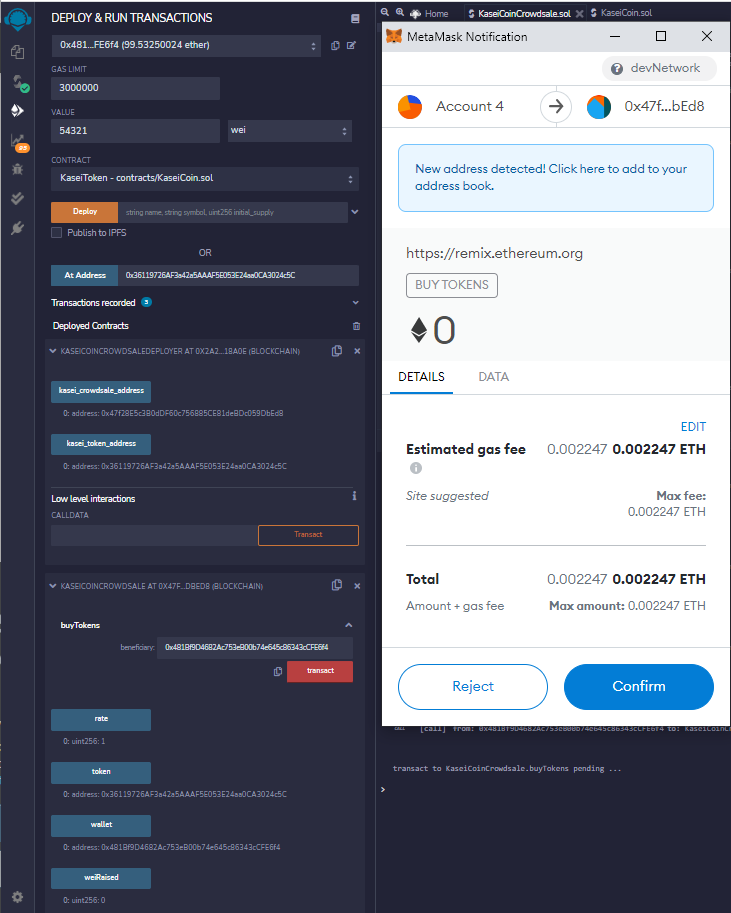 DEPLOY & RUN TRANSACTIONS
0x481...FE6f4 (99.53250024 ether)
GAS LIMIT
3000000
VALUE
54321
wei
CONTRACT
KaseiToken - contracts/KaseiCoin.sol
Deploy
string name, string symbol, uint256 initial_supply
Publish to IPFS
OR
At Address
0x36119726AF3a42a5AAAF5E053E24aa0CA3024c5C
Transactions recorded
Deployed Contracts
KASEICOINCROWDSALEDEPLOYER AT 0X2A2...18A0E (BLOCKCHAIN)
kasei_crowdsale_address
0: address: 0x47f28E5c3B0dDF60c756885CEB1deBDc059DbEd8
kasei_token_address
0: address: 0x36119726AF3a42a5AAAF5E053E24aa0CA3024c5C
Low level interactions
i
CALLDATA
Transact
KASEICOINCROWDSALE AT 0X47F...DBED8 (BLOCKCHAIN)
buyTokens
beneficiary:
0x481Bf9D4682Ac753eB00b74e645c86343cCFE6f4
transact
rate
0: uint256: 1
token
0: address: 0x36119726AF3a42a5AAAF5E053E24aa0CA3024c5C
wallet
0: address: 0x481Bf9D4682Ac753eB00b74e645c86343cCFE6f4
weiRaised
0: uint256: 0
Home
KaseiCoinCrowdsale.sol
KaseiCoin.sol
MetaMask Notification
devNetwork
Account 4
0x47f...bEd8
New address detected! Click here to add to your
address book.
https://remix.ethereum.org
BUY TOKENS
0
DETAILS
DATA
EDIT
Estimated gas fee 0.002247 0.002247 ETH
Site suggested Max fee:
0.002247 ETH
Total 0.002247 0.002247 ETH
Amount + gas fee Max amount: 0.002247 ETH
Reject
Confirm
[call] from: 0x481Bf9D4682Ac753eB00b74e645c86343cCFE6f4 to: KaseiCoinC
transact to KaseiCoinCrowdsale.buyTokens pending ...
>